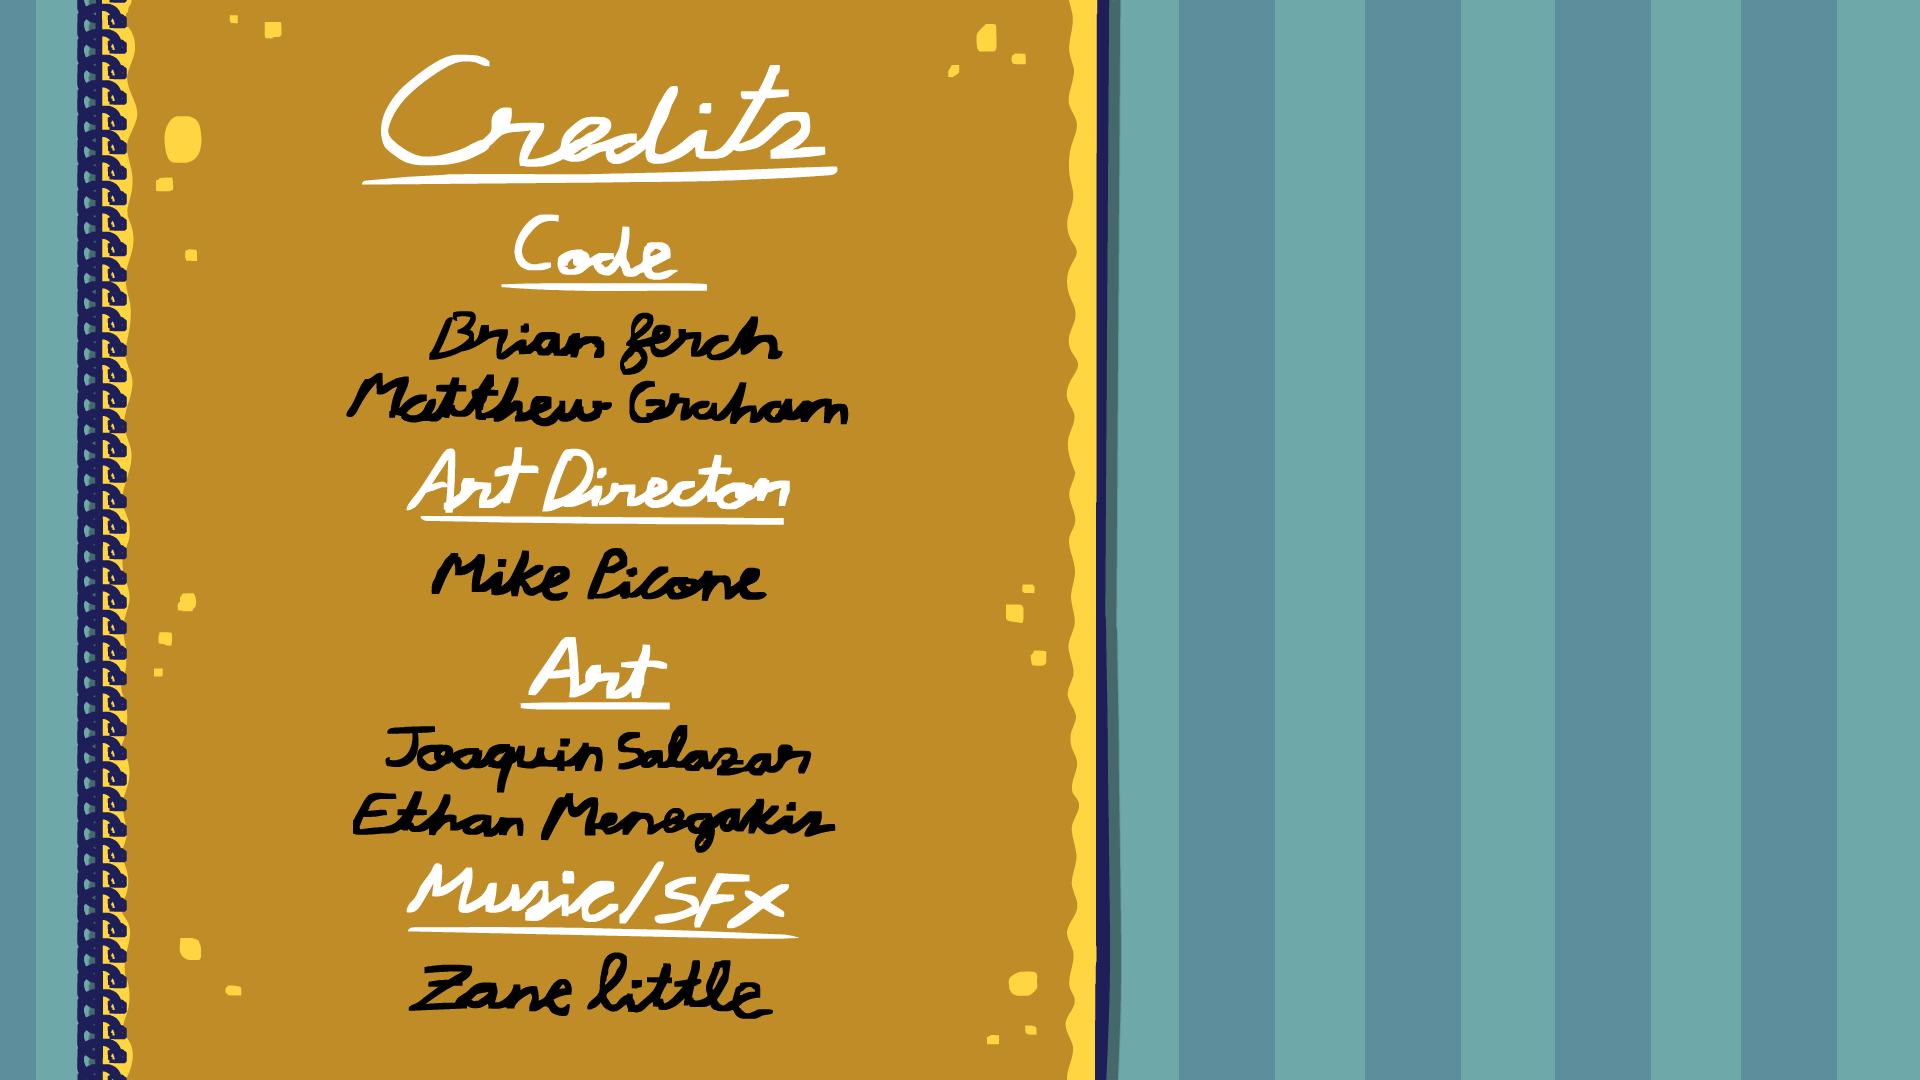 Credits
Code
Brian ferch
Matthew Graham
Art Director
Mike Picone
Art
Joaquin Salazar
Ethan Menegakis
Music/SFX
Zane little